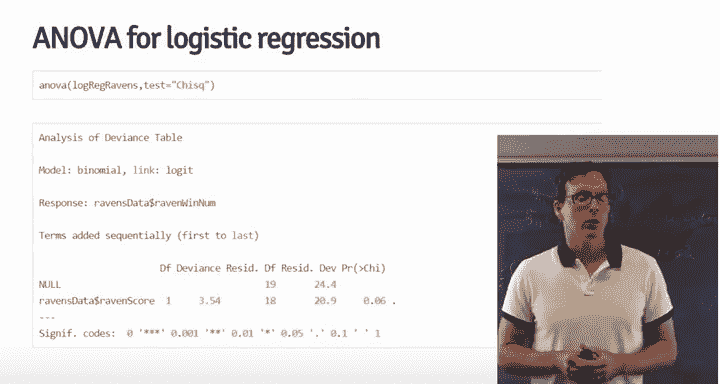 ANOVA for logistic regression
anova(logRegRavens,test="Chisq")
Analysis of Deviance Table
Model: binomial, link: logit
Response: ravensData$ravenWinNum
Terms added sequentially (first to last)
Df Deviance Resid. Df Resid. Dev Pr(>Chi)
NULL 19 24.4
ravensData$ravenScore 1 3.54 18 20.9 0.06 .
---
Signif. codes: 0 '***' 0.001 '**' 0.01 '*' 0.05 '.' 0.1 ' ' 1